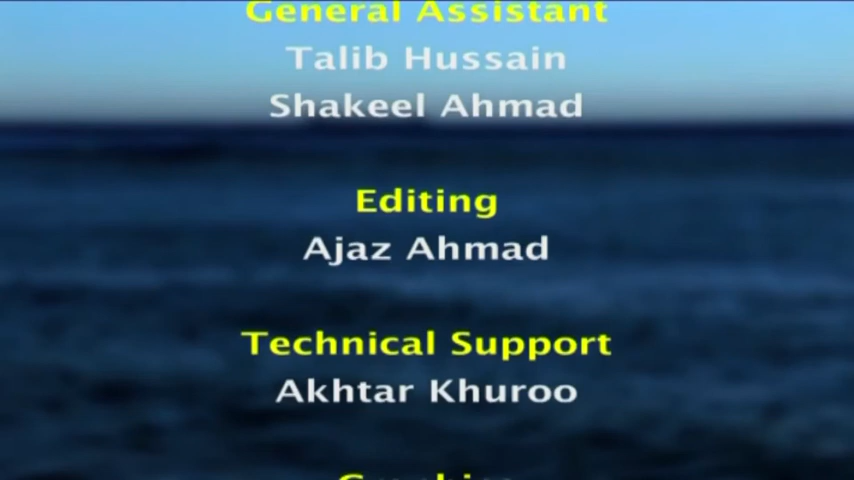 General Assistant
Talib Hussain
Shakeel Ahmad
Editing
Ajaz Ahmad
Technical Support
Akhtar Khuroo